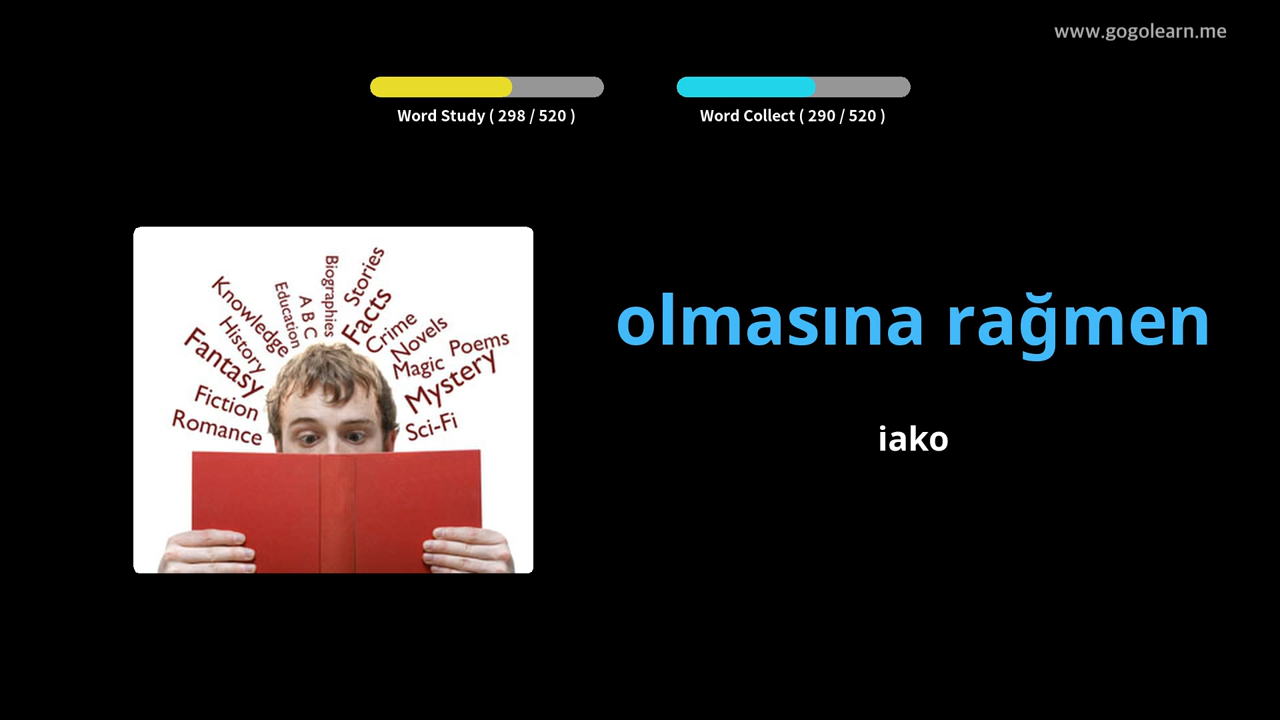 www.gogolearn.me
Word Study ( 298 / 520 )
Word Collect ( 290 / 520 )
olmasına rağmen
iako
Knowledge
History
Fantasy
Fiction
Romance
Education
A B C
Biographies
Stories
Facts
Crime
Novels
Magic
Poems
Mystery
Sci-Fi